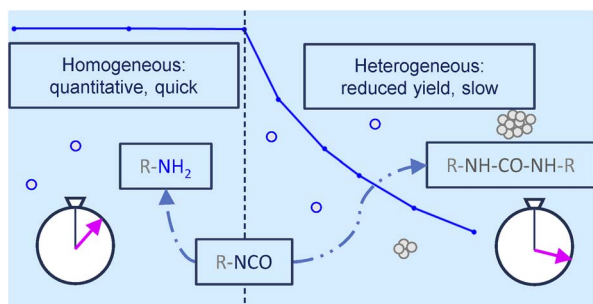 Homogeneous:
quantitative, quick
Heterogeneous:
reduced yield, slow
R-NH₂
R-NH-CO-NH-R
R-NCO